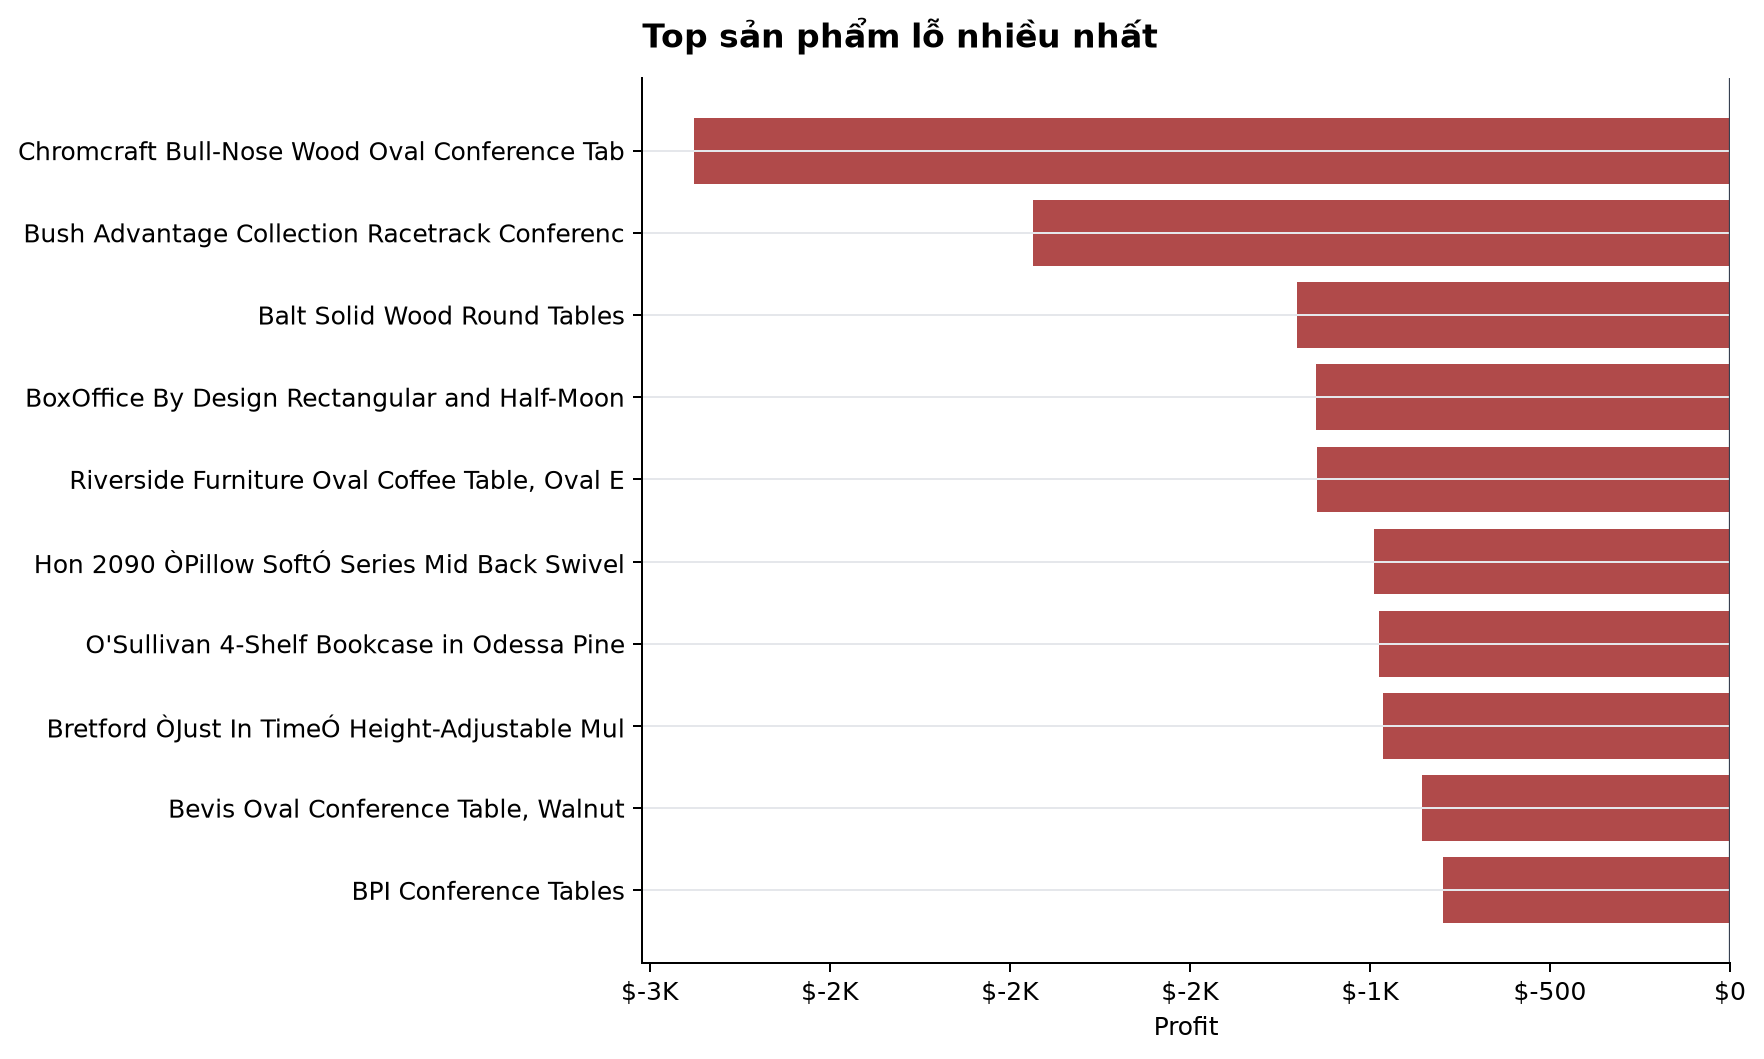 Top sản phẩm lỗ nhiều nhất
Chromcraft Bull-Nose Wood Oval Conference Tab
Bush Advantage Collection Racetrack Conferenc
Balt Solid Wood Round Tables
BoxOffice By Design Rectangular and Half-Moon
Riverside Furniture Oval Coffee Table, Oval E
Hon 2090 ÒPillow SoftÓ Series Mid Back Swivel
O'Sullivan 4-Shelf Bookcase in Odessa Pine
Bretford ÒJust In TimeÓ Height-Adjustable Mul
Bevis Oval Conference Table, Walnut
BPI Conference Tables
$-3K $-2K $-2K $-2K $-1K $-500 $0
Profit